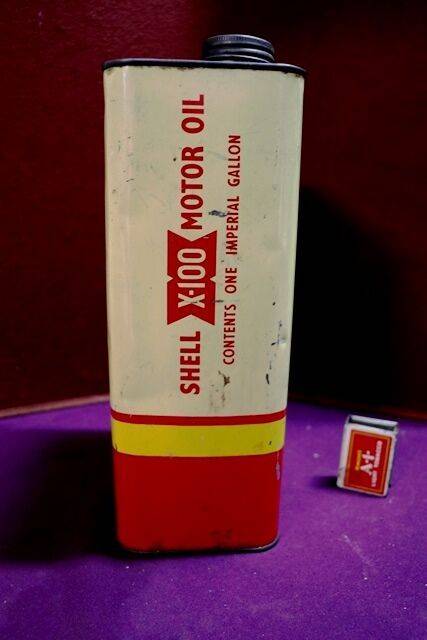 SHELL X-100 MOTOR OIL
CONTENTS ONE IMPERIAL GALLON
A+